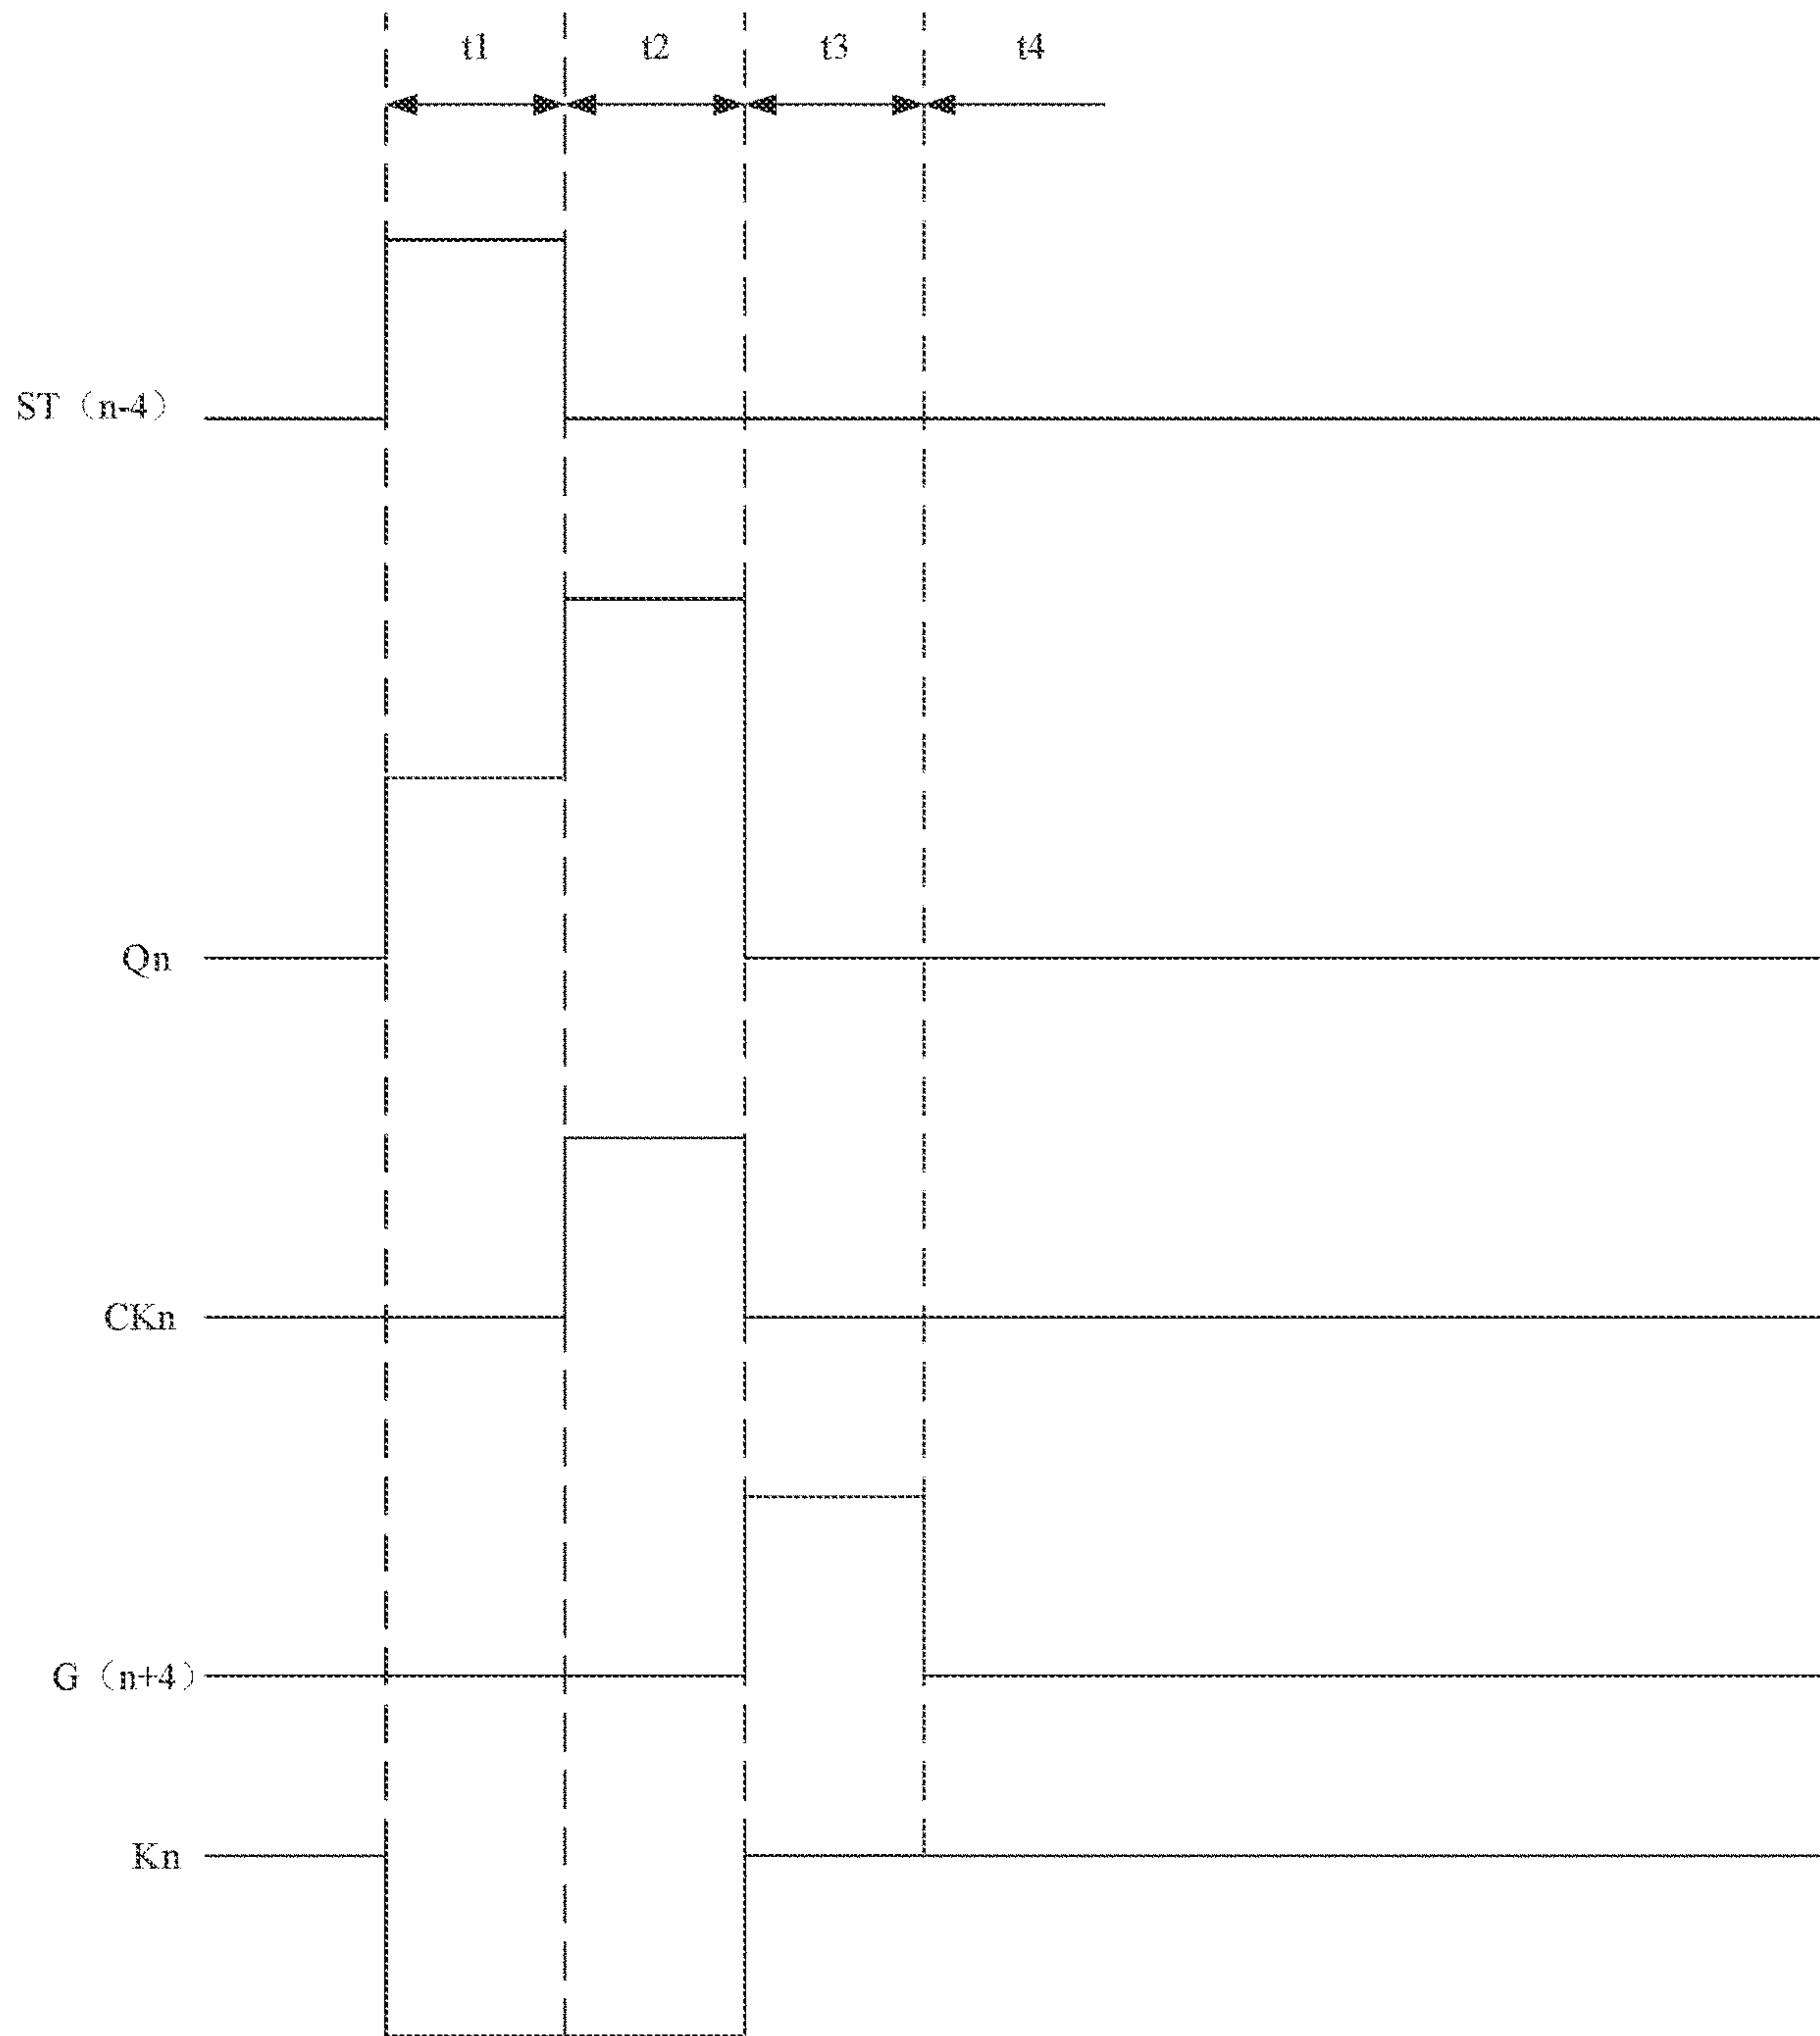 t1 t2 t3 t4
ST（n-4）
Qn
CKn
G（n+4）
Kn